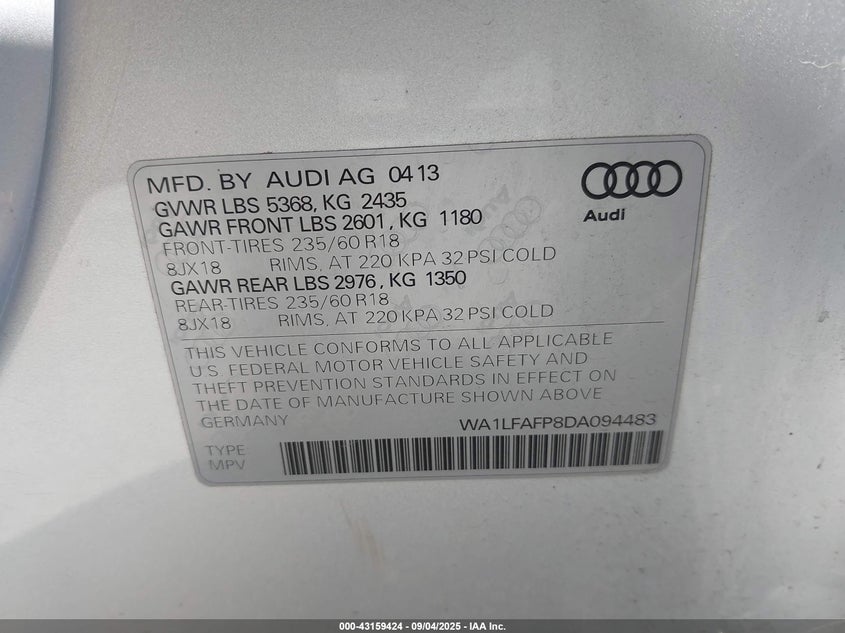 MFD. BY AUDI AG 04 13
GVWR LBS 5368, KG 2435
GAWR FRONT LBS 2601, KG 1180
FRONT-TIRES 235/60 R18
8JX18 RIMS, AT 220 KPA 32 PSI COLD
GAWR REAR LBS 2976, KG 1350
REAR-TIRES 235/60 R18
8JX18 RIMS, AT 220 KPA 32 PSI COLD
Audi
THIS VEHICLE CONFORMS TO ALL APPLICABLE
U.S. FEDERAL MOTOR VEHICLE SAFETY AND
THEFT PREVENTION STANDARDS IN EFFECT ON
THE DATE OF MANUFACTURE SHOWN ABOVE
GERMANY WA1LFAFP8DA094483
TYPE
MPV
000-43159424 - 09/04/2025 - IAA Inc.